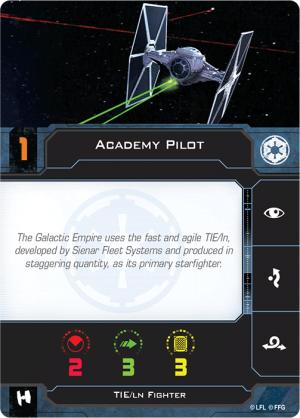 1
ACADEMY PILOT
The Galactic Empire uses the fast and agile TIE/ln,
developed by Sienar Fleet Systems and produced in
staggering quantity, as its primary starfighter.
2 3 3
TIE/LN FIGHTER
©LFL ©FFG